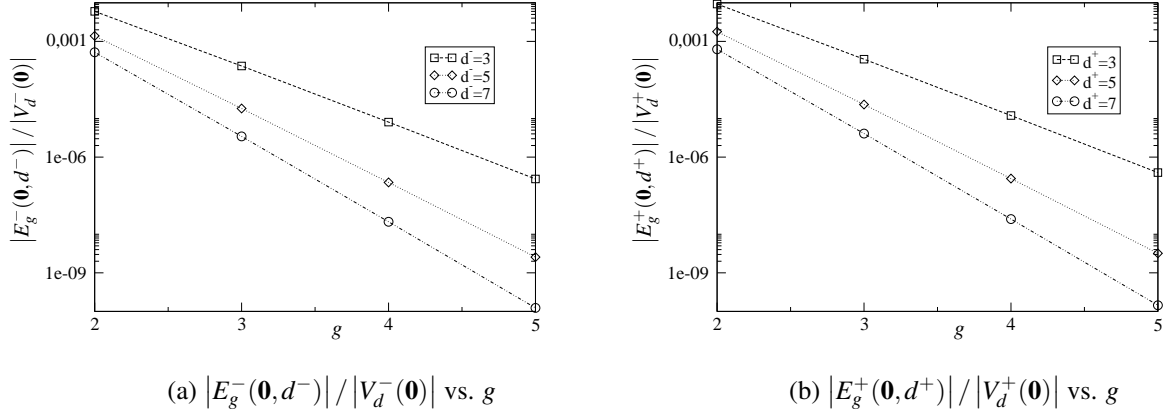 |E_g^−(𝟎,d^−)| / |V_d^−(𝟎)|
0,001
1e-06
1e-09
2
3
4
5
g
d^-=3
d^-=5
d^-=7
(a) |E_g^−(𝟎,d^−)| / |V_d^−(𝟎)| vs. g
|E_g^+(𝟎,d^+)| / |V_d^+(𝟎)|
0,001
1e-06
1e-09
2
3
4
5
g
d^+=3
d^+=5
d^+=7
(b) |E_g^+(𝟎,d^+)| / |V_d^+(𝟎)| vs. g